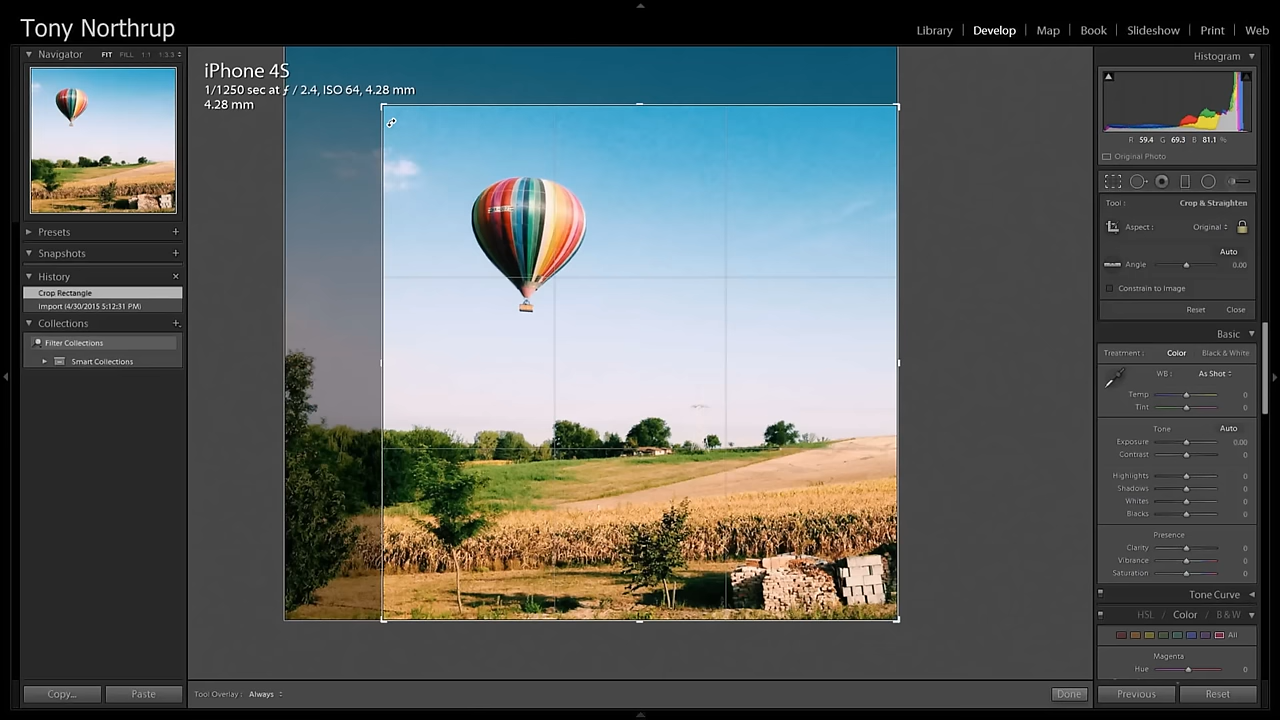 Tony Northrup
Library | Develop | Map | Book | Slideshow | Print | Web
Navigator FIT FILL 1:1 1:3:3
Histogram
iPhone 4S
1/1250 sec at ƒ / 2.4, ISO 64, 4.28 mm
4.28 mm
R 59.4 G 69.3 B 81.1 %
Original Photo
Tool : Crop & Straighten
Aspect : Original
Auto
Angle 0.00
Constrain to Image
Reset Close
Presets +
Snapshots +
History ×
Crop Rectangle
Import (4/30/2015 5:12:31 PM)
Collections +
Filter Collections
Smart Collections
Basic
Treatment : Color Black & White
WB : As Shot
Temp 0
Tint 0
Tone Auto
Exposure 0.00
Contrast 0
Highlights 0
Shadows 0
Whites 0
Blacks 0
Presence
Clarity 0
Vibrance 0
Saturation 0
Tone Curve
HSL / Color / B & W
All
Magenta
Hue 0
Copy... Paste
Tool Overlay : Always
Done
Previous Reset